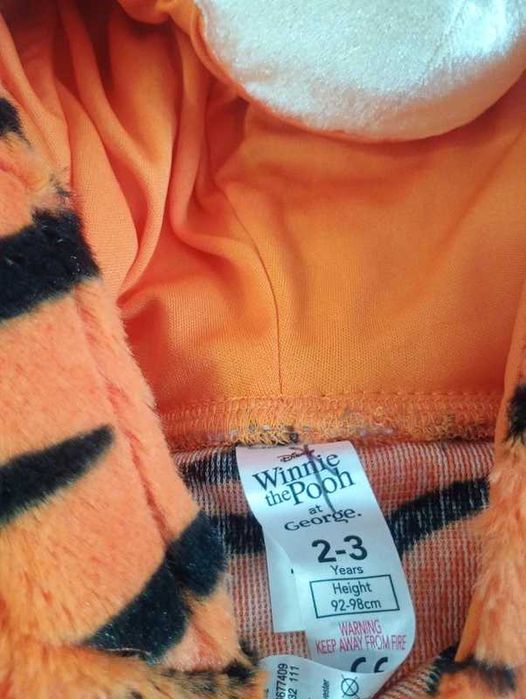 Disney
Winnie
the Pooh
at
George.
2-3
Years
Height
92-98cm
WARNING
KEEP AWAY FROM FIRE
CE